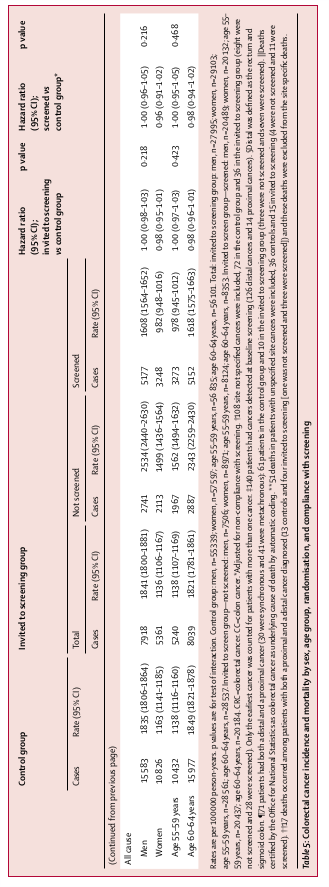 Control group Invited to screening group Hazard ratio (95% CI); invited to screening vs control group p value Hazard ratio (95% CI); screened vs control group* p value
Total Not screened Screened
Cases Rate (95% CI) Cases Rate (95% CI) Cases Rate (95% CI) Cases Rate (95% CI)
(Continued from previous page)
All cause
Men 15 583 1835 (1806–1864) 7918 1841 (1800–1881) 2741 2534 (2440–2630) 5177 1608 (1564–1652) 1·00 (0·98–1·03) 0·218 1·00 (0·96–1·05) 0·216
Women 10 826 1163 (1141–1185) 5361 1136 (1106–1167) 2113 1499 (1436–1564) 3248 982 (948–1016) 0·98 (0·95–1·01) 0·96 (0·91–1·02)
Age 55–59 years 10 432 1138 (1116–1160) 5240 1138 (1107–1169) 1967 1562 (1494–1632) 3273 978 (945–1012) 1·00 (0·97–1·03) 0·423 1·00 (0·95–1·05) 0·468
Age 60–64 years 15 977 1849 (1821–1878) 8039 1821 (1781–1861) 2887 2343 (2259–2430) 5152 1618 (1575–1663) 0·98 (0·96–1·01) 0·98 (0·94–1·02)
Rates are per 100 000 person-years. p values are for test of interaction. Control group: men, n=55 339; women, n=57 597; age 55–59 years, n=56 835; age 60–64 years, n=56 101. Total: invited to screening group: men, n=27 995; women, n=29 103;
age 55–59 years, n=28 561; age 60–64 years, n=28 537. Invited to screen group—not screened: men, n=7506; women, n=8971; age 55–59 years, n=8124; age 60–64 years, n=8353. Invited to screen group—screened: men, n=20 489; women, n=20 132; age 55–
59 years, n=20 437; age 60–64 years, n=20 184. CRC=colorectal cancer. CC=colon cancer. *Adjusted for non-compliance with screening. †108 site not specified cancers were included, 72 in the control group and 36 in the invited to screening group (eight were
not screened and 28 were screened). Only the earliest cancer was counted for patients with more than one. ‡140 patients had cancers detected at baseline screening (126 distal cancers and 14 proximal cancers). §Distal was defined as the rectum and
sigmoid colon. ¶71 patients had both a distal and a proximal cancer (30 were synchronous and 41 were metachronous): 61 patients in the control group and 10 in the invited to screening group (three were not screened and seven were screened). ||Deaths
certified by the Office for National Statistics as colorectal cancer as underlying cause of death by automatic coding. **51 deaths in patients with unspecified site cancers were included, 36 controls and 15 invited to screening (4 were not screened and 11 were
screened). ††17 deaths occurred among patients with both a proximal and a distal cancer diagnosed (13 controls and four invited to screening [one was not screened and three were screened]) and these deaths were excluded from the site specific deaths.
Table 5: Colorectal cancer incidence and mortality by sex, age group, randomisation, and compliance with screening